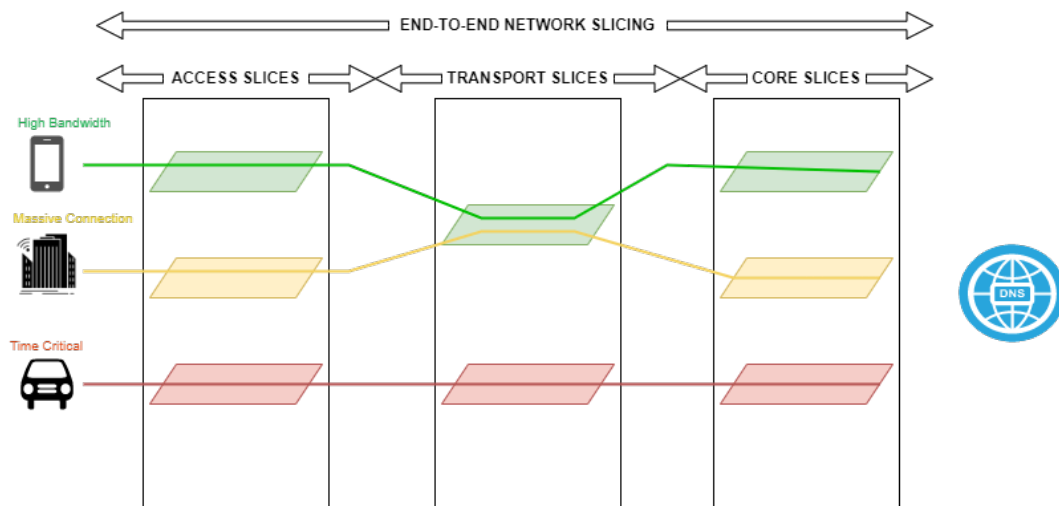 END-TO-END NETWORK SLICING
ACCESS SLICES
TRANSPORT SLICES
CORE SLICES
High Bandwidth
Massive Connection
DNS
Time Critical